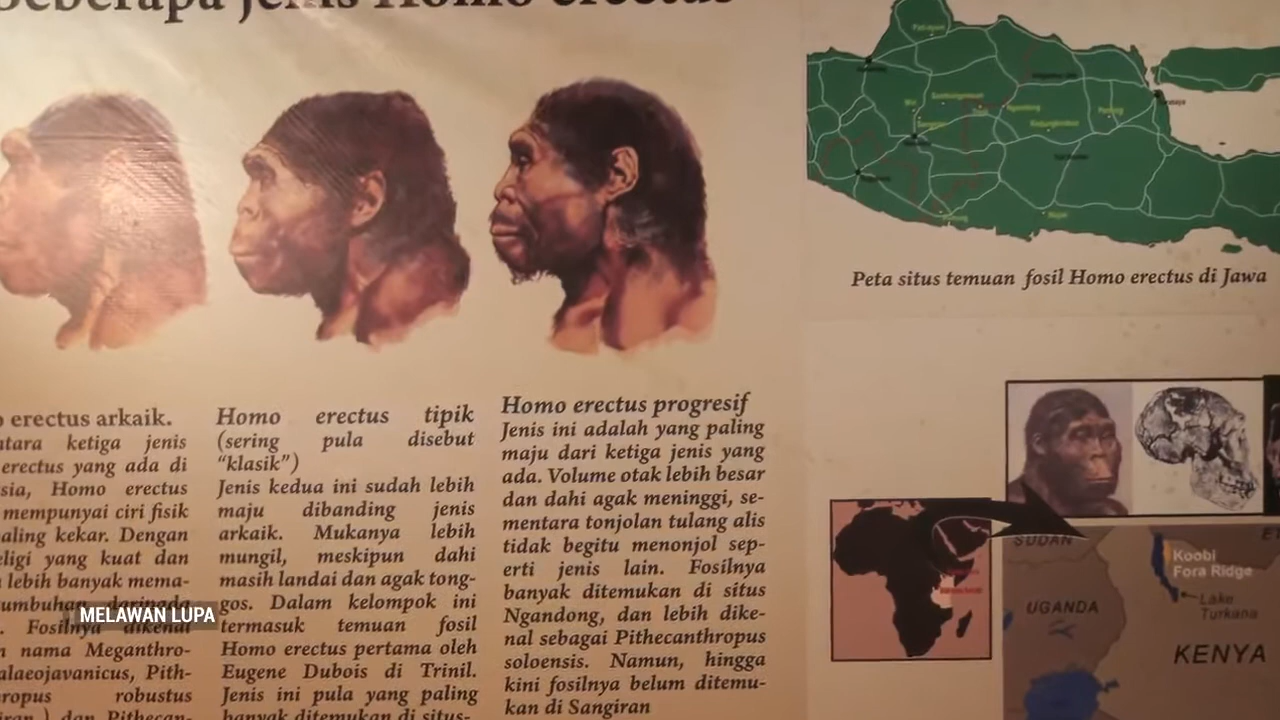 Beberapa jenis Homo erectus
erectus arkaik.
ntara ketiga jenis
erectus yang ada di
sia, Homo erectus
mempunyai ciri fisik
aling kekar. Dengan
eligi yang kuat dan
lebih banyak mema-
umbuhan daripada
. Fosilnya dikenal
nama Meganthro-
alaeojavanicus, Pith-
ropus robustus
dan Pithecan-
Homo erectus tipik
(sering pula disebut
“klasik”)
Jenis kedua ini sudah lebih
maju dibanding jenis
arkaik. Mukanya lebih
mungil, meskipun dahi
masih landai dan agak tong-
gos. Dalam kelompok ini
termasuk temuan fosil
Homo erectus pertama oleh
Eugene Dubois di Trinil.
Jenis ini pula yang paling
banyak ditemukan di situs-
Homo erectus progresif
Jenis ini adalah yang paling
maju dari ketiga jenis yang
ada. Volume otak lebih besar
dan dahi agak meninggi, se-
mentara tonjolan tulang alis
tidak begitu menonjol sep-
erti jenis lain. Fosilnya
banyak ditemukan di situs
Ngandong, dan lebih dike-
nal sebagai Pithecanthropus
soloensis. Namun, hingga
kini fosilnya belum ditemu-
kan di Sangiran
Peta situs temuan fosil Homo erectus di Jawa
SUDAN
Koobi
Fora Ridge
Lake
Turkana
UGANDA
KENYA
MELAWAN LUPA